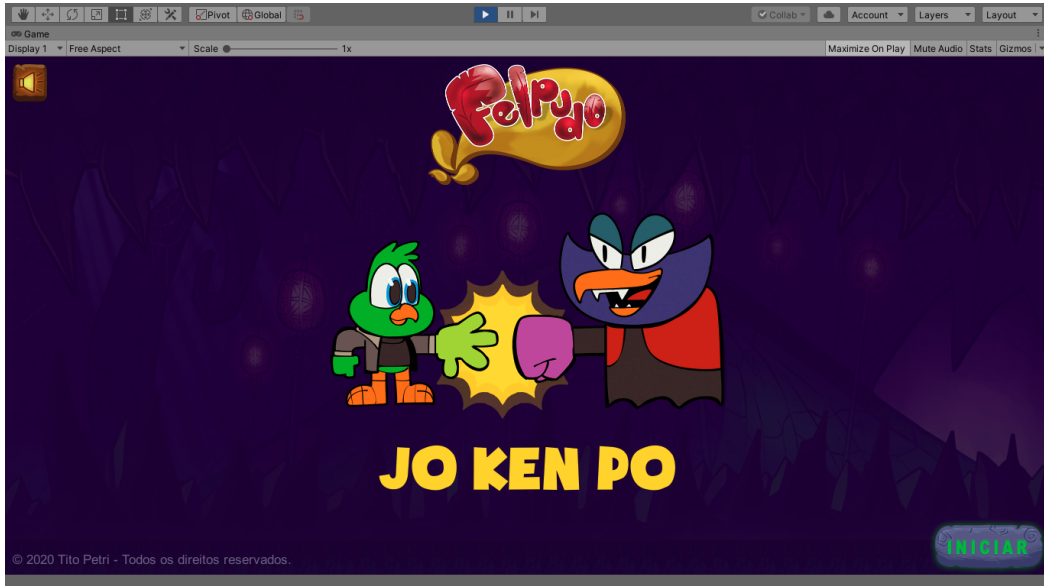 Pivot Global Collab Account Layers Layout
Game
Display 1 Free Aspect Scale 1x Maximize On Play Mute Audio Stats Gizmos
Felpudo
JO KEN PO
INICIAR
© 2020 Tito Petri - Todos os direitos reservados.